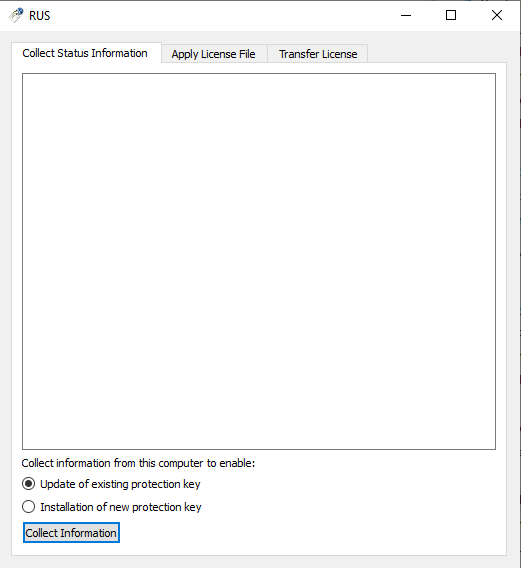 RUS
Collect Status Information
Apply License File
Transfer License
Collect information from this computer to enable:
Update of existing protection key
Installation of new protection key
Collect Information